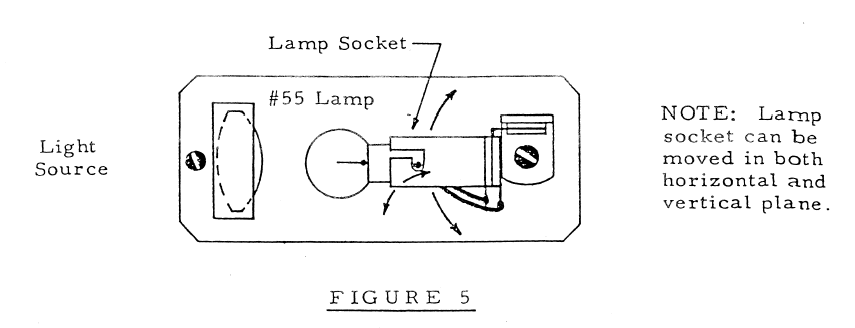 Lamp Socket
#55 Lamp
Light
Source
NOTE: Lamp
socket can be
moved in both
horizontal and
vertical plane.
FIGURE 5